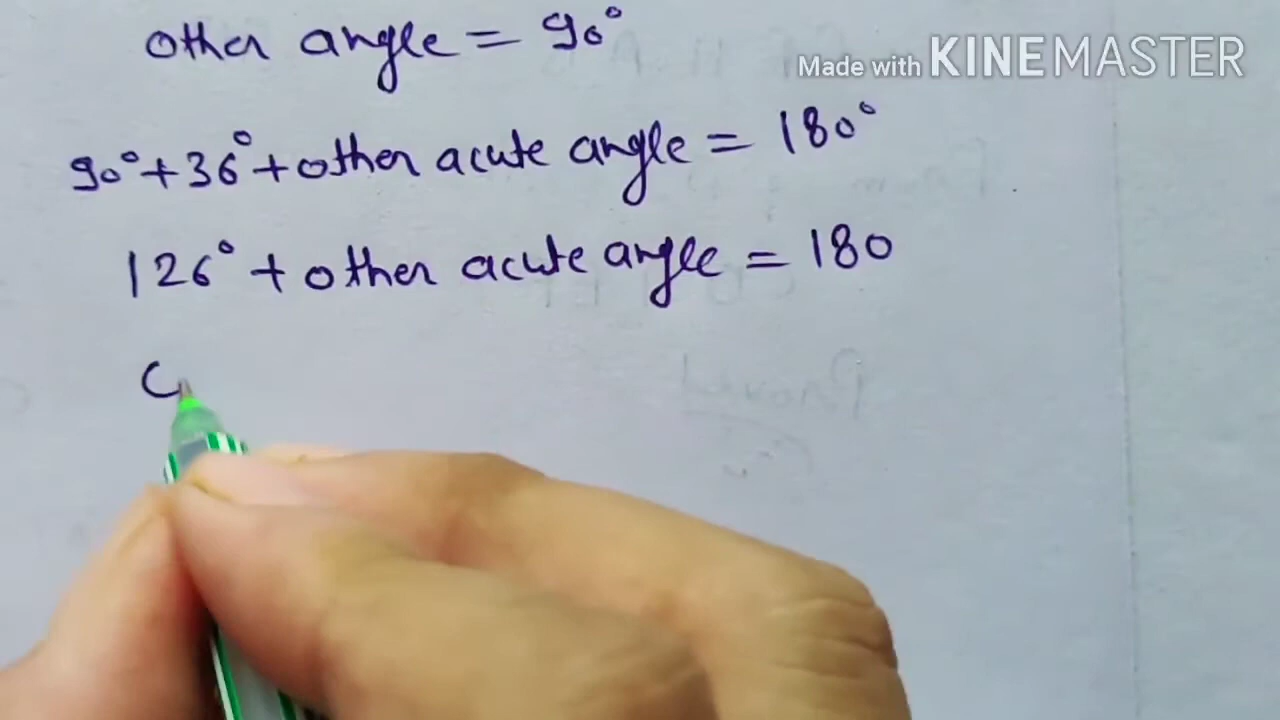 other angle = 90°
Made with KINEMASTER
90° + 36° + other acute angle = 180°
126° + other acute angle = 180